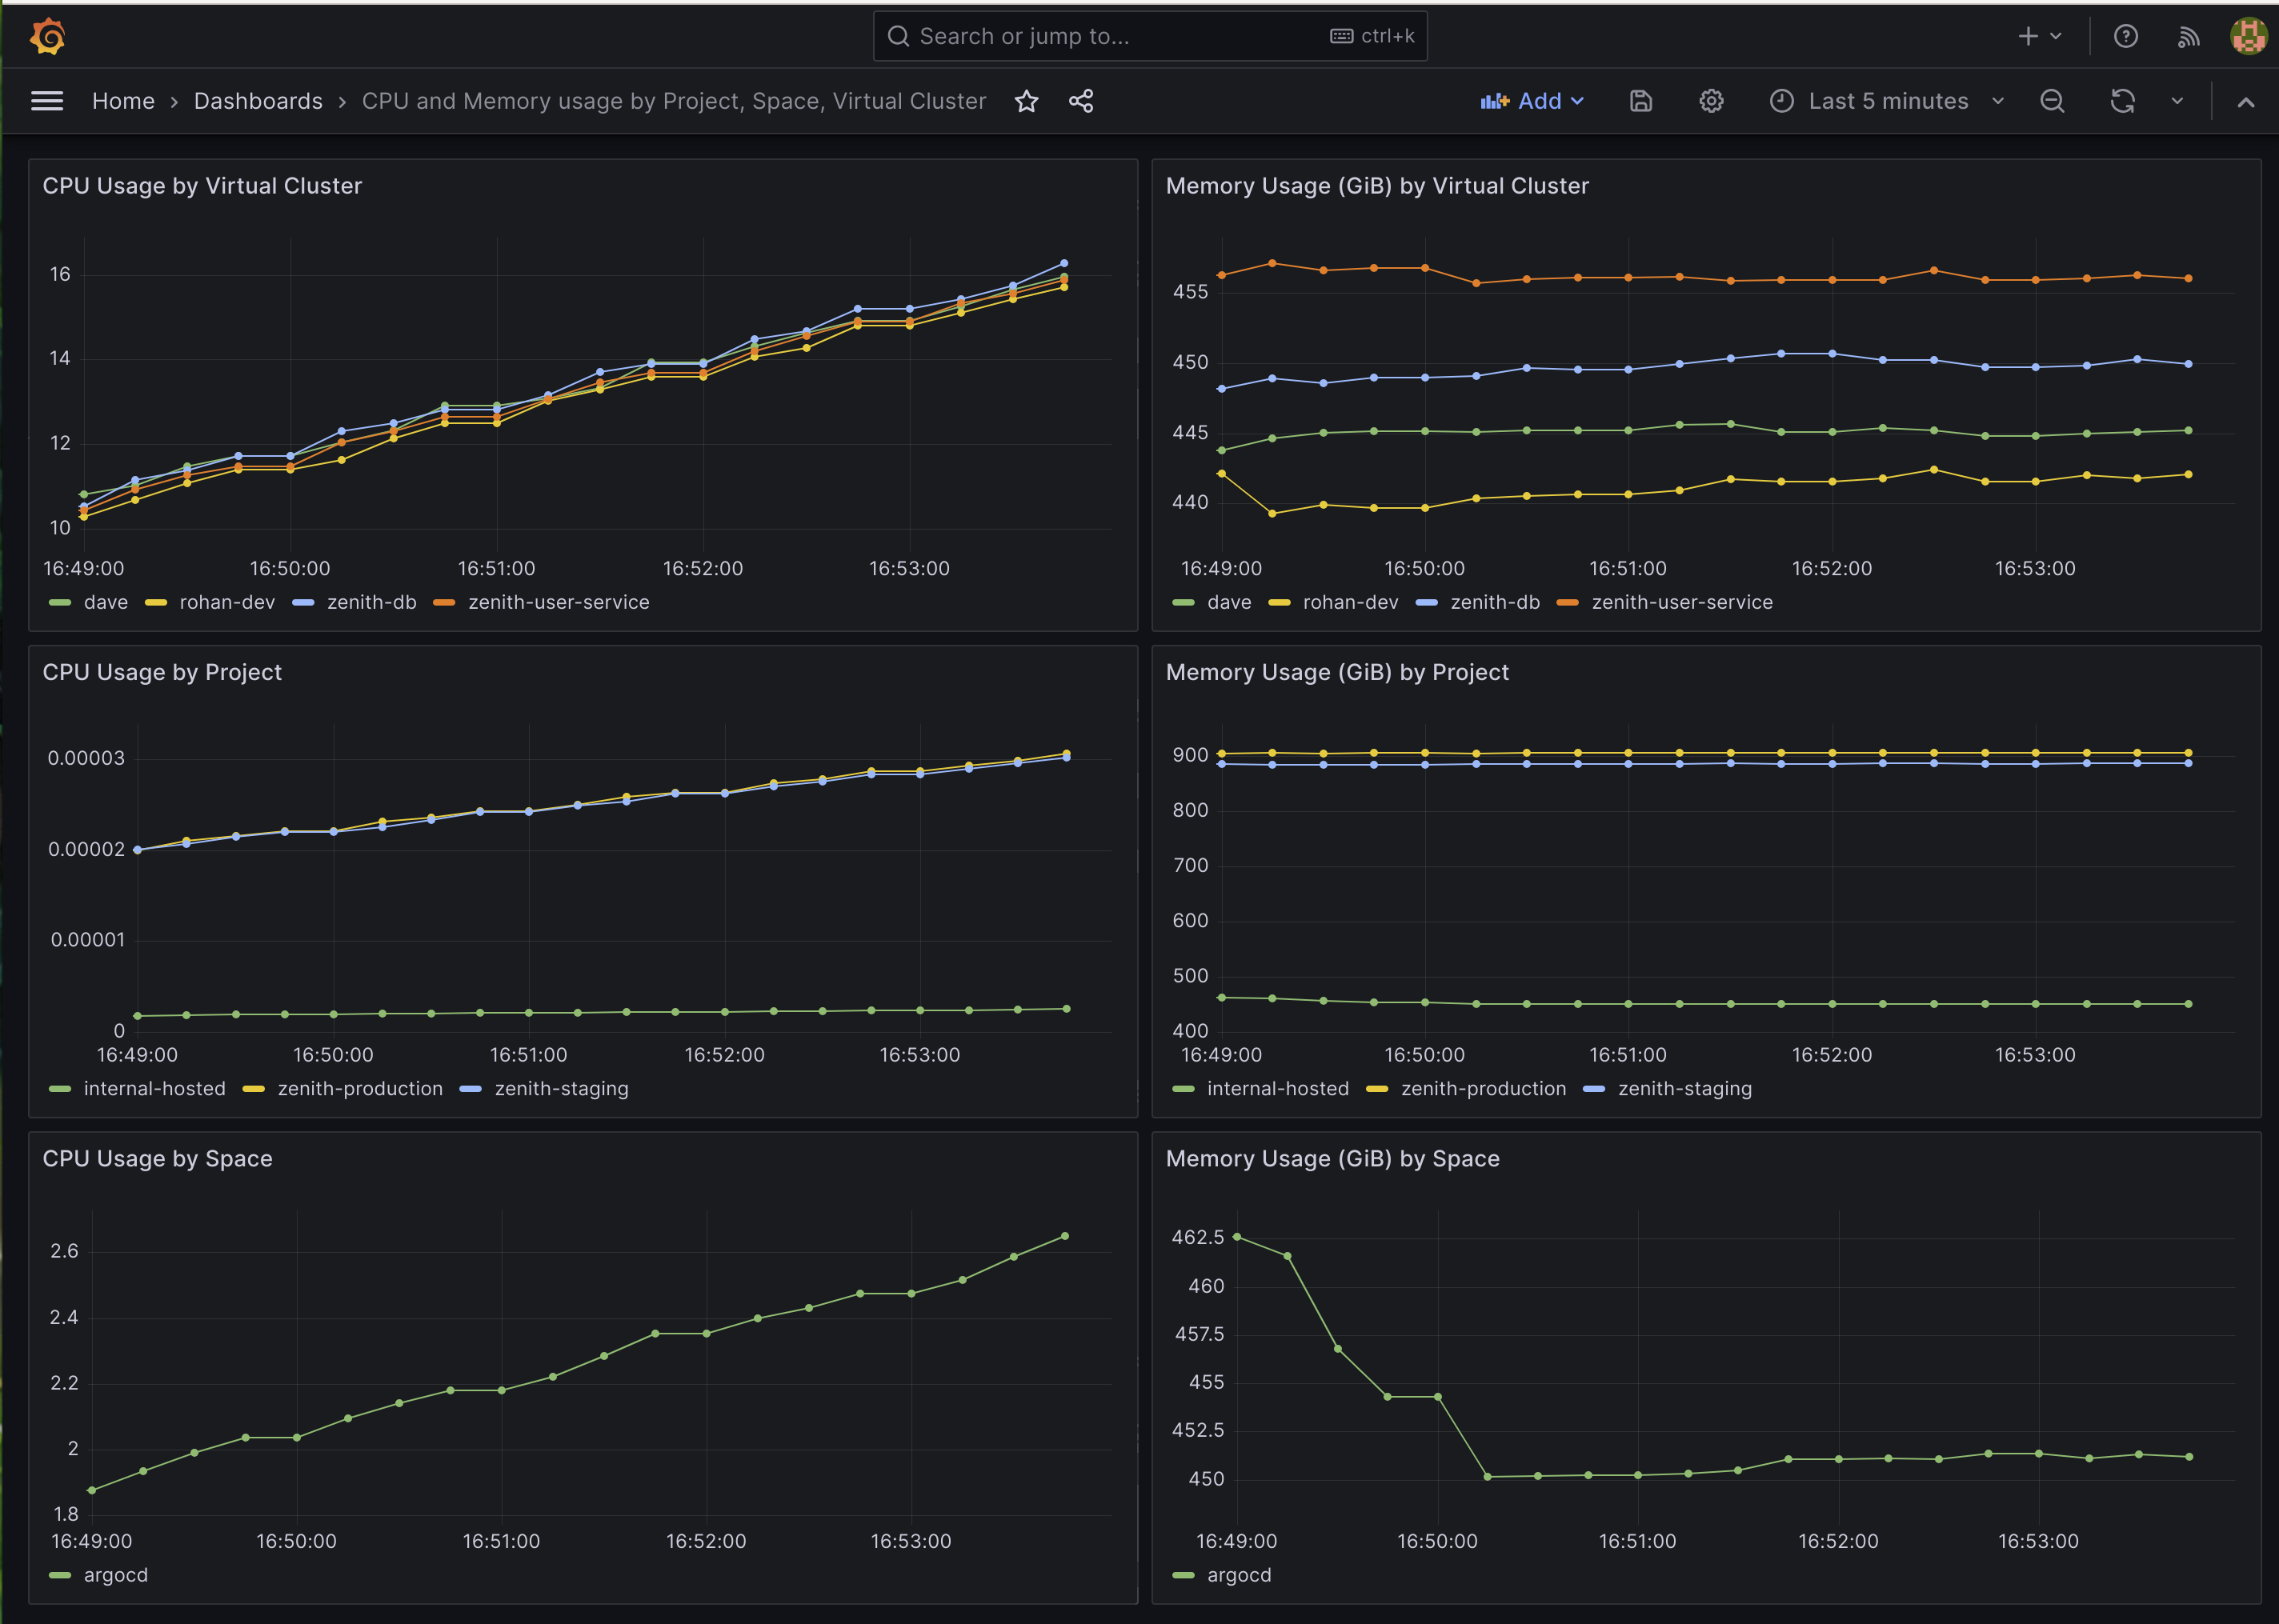 Search or jump to... ctrl+k
Home › Dashboards › CPU and Memory usage by Project, Space, Virtual Cluster Add Last 5 minutes
CPU Usage by Virtual Cluster
16
14
12
10
16:49:00 16:50:00 16:51:00 16:52:00 16:53:00
dave rohan-dev zenith-db zenith-user-service
Memory Usage (GiB) by Virtual Cluster
455
450
445
440
16:49:00 16:50:00 16:51:00 16:52:00 16:53:00
dave rohan-dev zenith-db zenith-user-service
CPU Usage by Project
0.00003
0.00002
0.00001
0
16:49:00 16:50:00 16:51:00 16:52:00 16:53:00
internal-hosted zenith-production zenith-staging
Memory Usage (GiB) by Project
900
800
700
600
500
400
16:49:00 16:50:00 16:51:00 16:52:00 16:53:00
internal-hosted zenith-production zenith-staging
CPU Usage by Space
2.6
2.4
2.2
2
1.8
16:49:00 16:50:00 16:51:00 16:52:00 16:53:00
argocd
Memory Usage (GiB) by Space
462.5
460
457.5
455
452.5
450
16:49:00 16:50:00 16:51:00 16:52:00 16:53:00
argocd